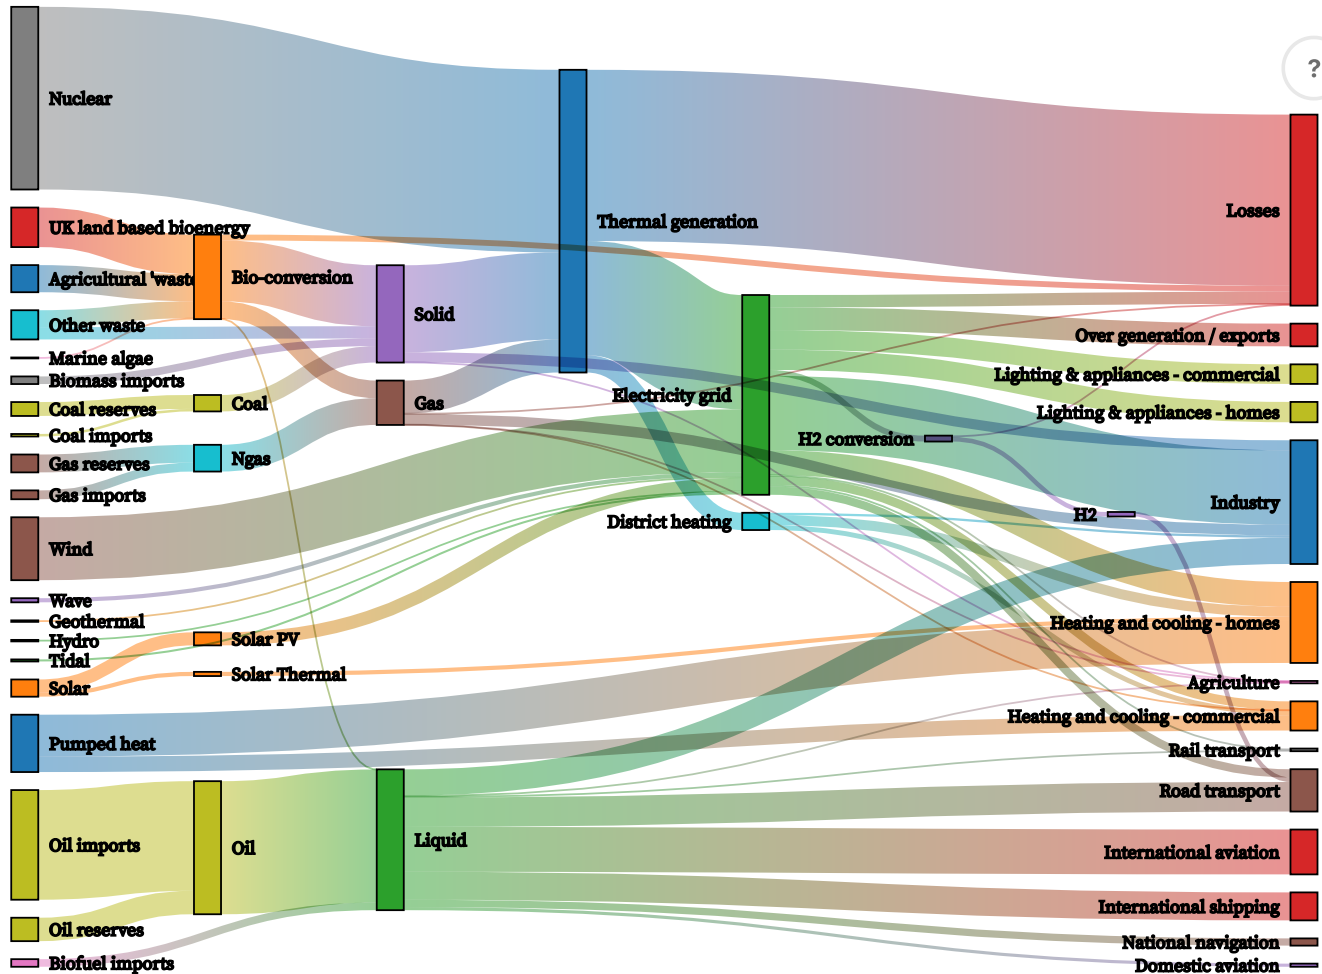 ?
Nuclear
Thermal generation
Losses
UK land based bioenergy
Bio-conversion
Agricultural 'waste
Solid
Other waste
Over generation / exports
Marine algae
Biomass imports
Lighting & appliances - commercial
Coal reserves
Coal
Gas
Electricity grid
Lighting & appliances - homes
Coal imports
H2 conversion
Gas reserves
Ngas
Gas imports
Industry
H2
District heating
Wind
Wave
Geothermal
Heating and cooling - homes
Hydro
Solar PV
Tidal
Solar Thermal
Solar
Agriculture
Heating and cooling - commercial
Pumped heat
Rail transport
Road transport
Oil imports
Oil
Liquid
International aviation
International shipping
Oil reserves
National navigation
Biofuel imports
Domestic aviation